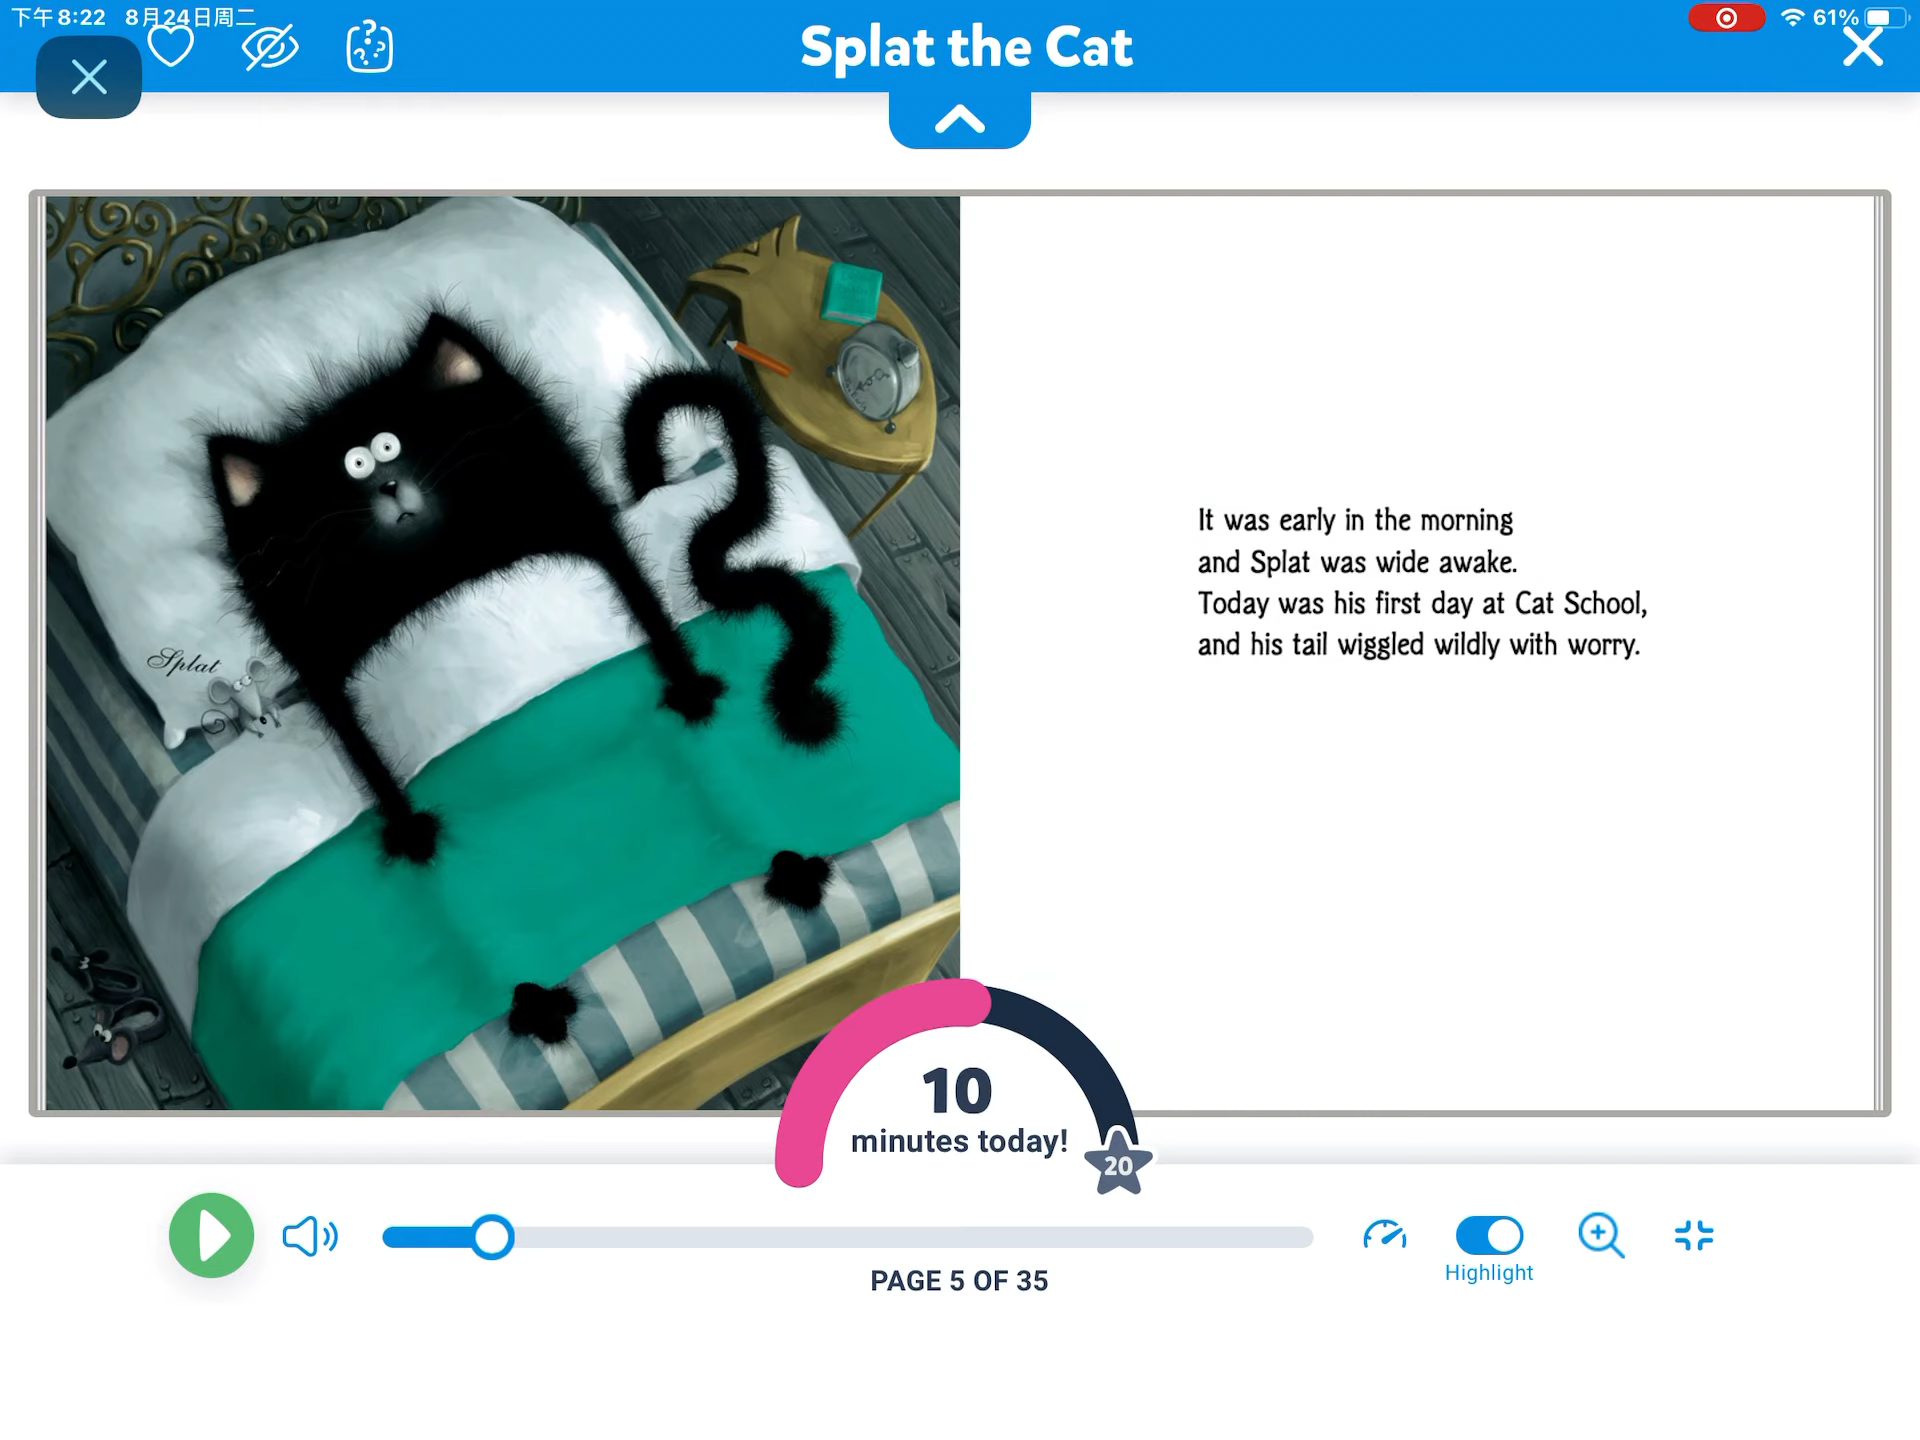 下午8:22 8月24日周二
61%
Splat the Cat
Splat
It was early in the morning
and Splat was wide awake.
Today was his first day at Cat School,
and his tail wiggled wildly with worry.
10
minutes today!
20
Highlight
PAGE 5 OF 35